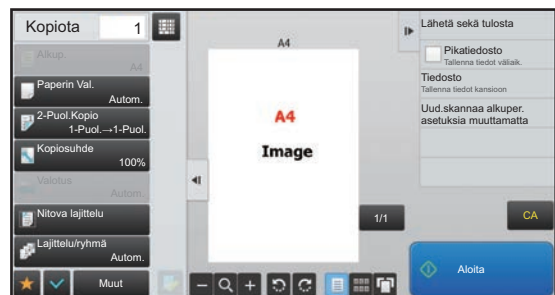 Kopiota 1
Alkup.
A4
Paperin Val.
Autom.
2-Puol.Kopio
1-Puol.→1-Puol.
Kopiosuhde
100%
Valotus
Autom.
Nitova lajittelu
Lajittelu/ryhmä
Autom.
Muut
A4
A4
Image
1/1
Lähetä sekä tulosta
Pikatiedosto
Tallenna tiedot väliaik.
Tiedosto
Tallenna tiedot kansioon
Uud.skannaa alkuper.
asetuksia muuttamatta
CA
Aloita